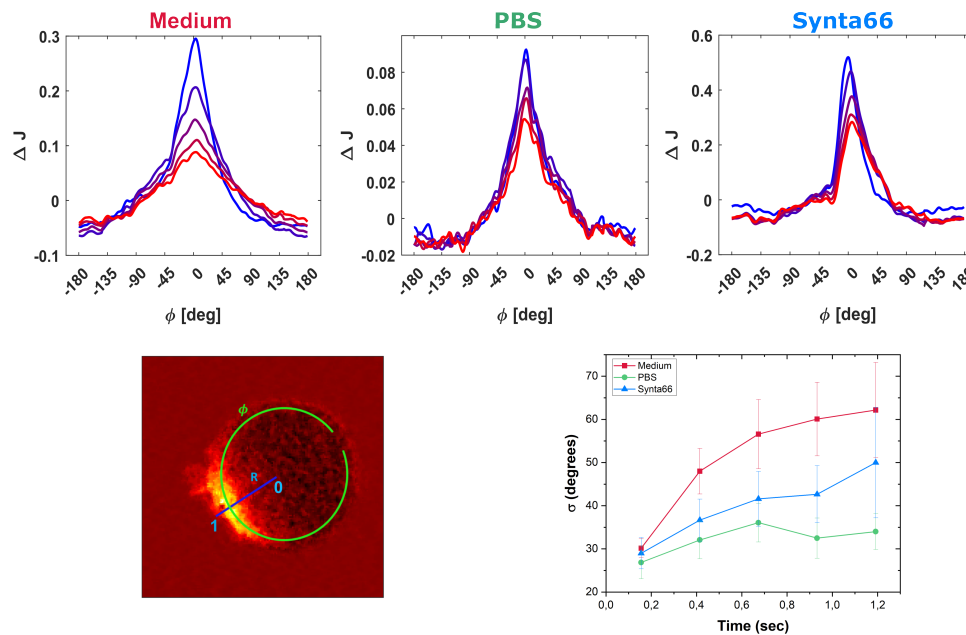 Medium
PBS
Synta66
0.3
0.2
0.1
0
-0.1
Δ J
-180 -135 -90 -45 0 45 90 135 180
ϕ [deg]
0.08
0.06
0.04
0.02
0
-0.02
Δ J
-180 -135 -90 -45 0 45 90 135 180
ϕ [deg]
0.6
0.4
0.2
0
-0.2
Δ J
-180 -135 -90 -45 0 45 90 135 180
ϕ [deg]
ϕ
R
0
1
Medium
PBS
Synta66
70
60
50
40
30
20
σ (degrees)
0,0 0,2 0,4 0,6 0,8 1,0 1,2
Time (sec)